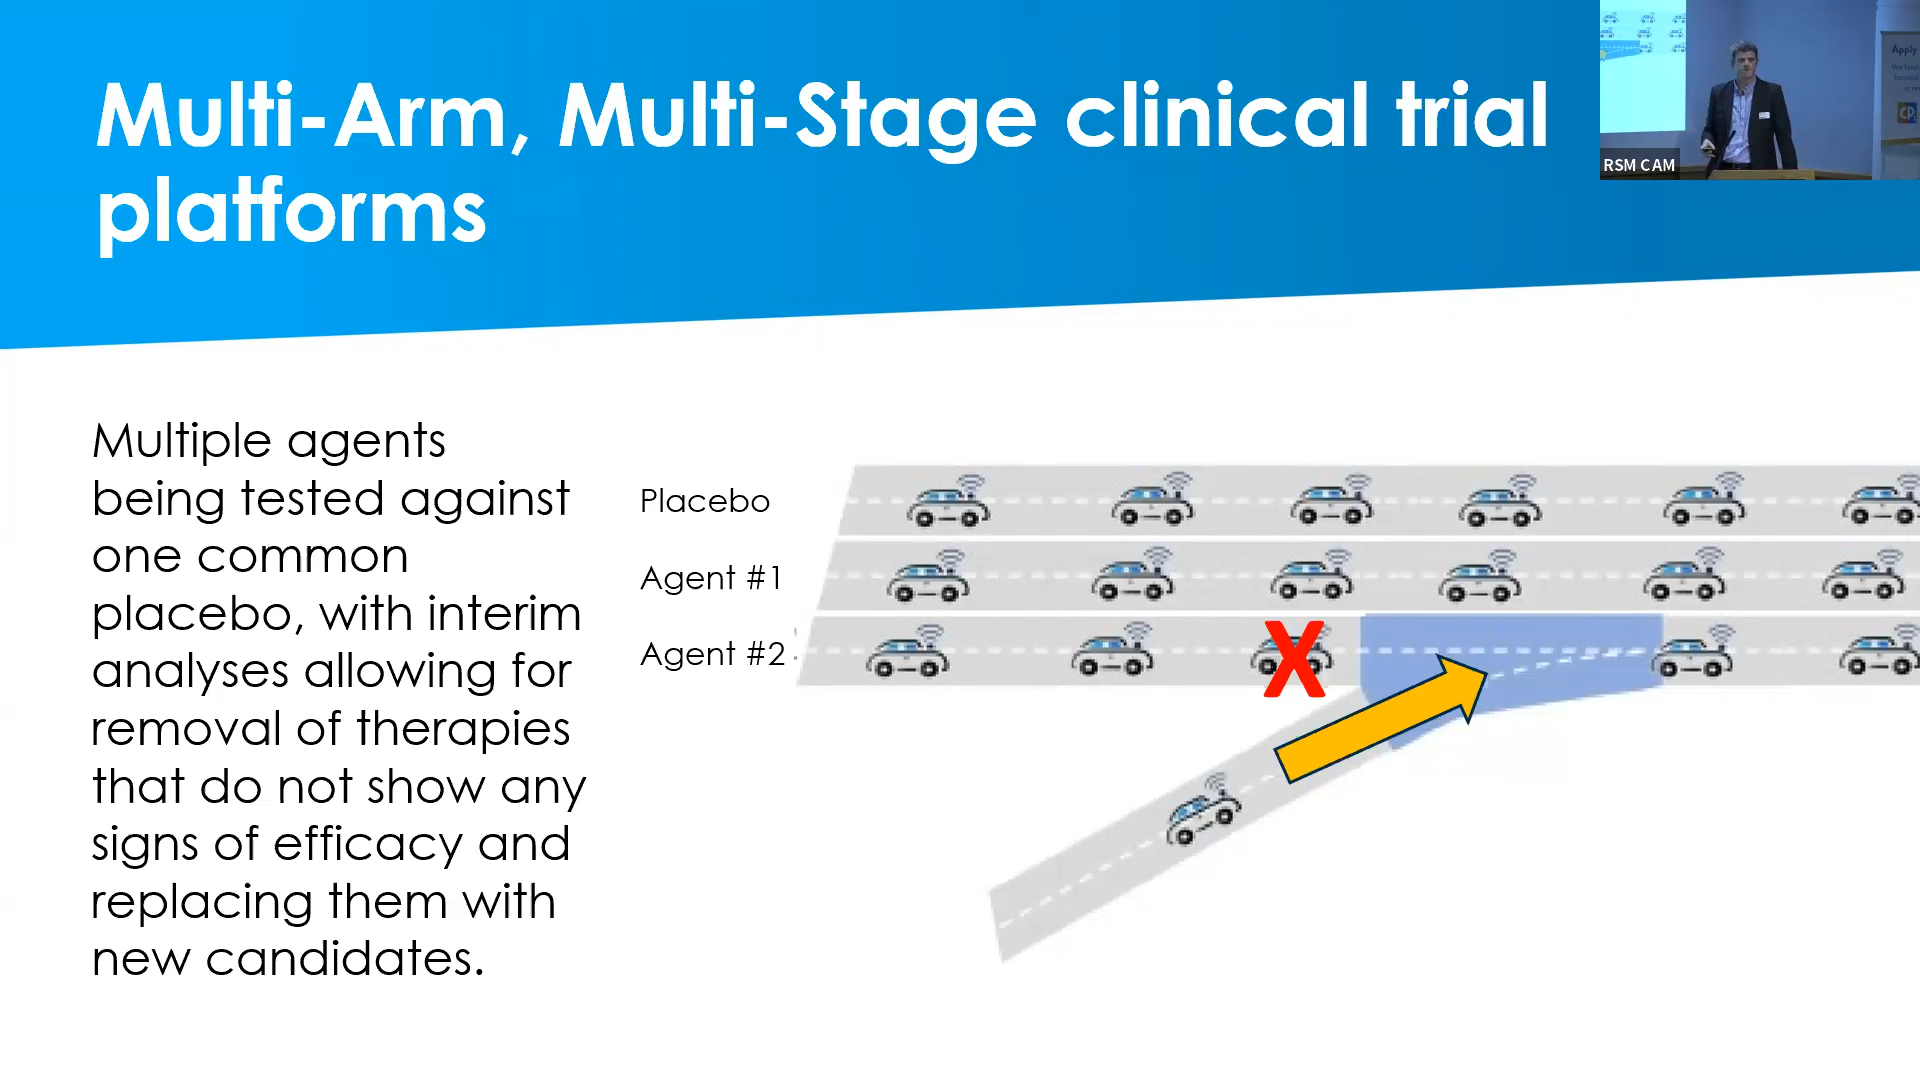 Multi-Arm, Multi-Stage clinical trial
platforms
RSM CAM
Apply
Multiple agents
being tested against
one common
placebo, with interim
analyses allowing for
removal of therapies
that do not show any
signs of efficacy and
replacing them with
new candidates.
Placebo
Agent #1
Agent #2
X